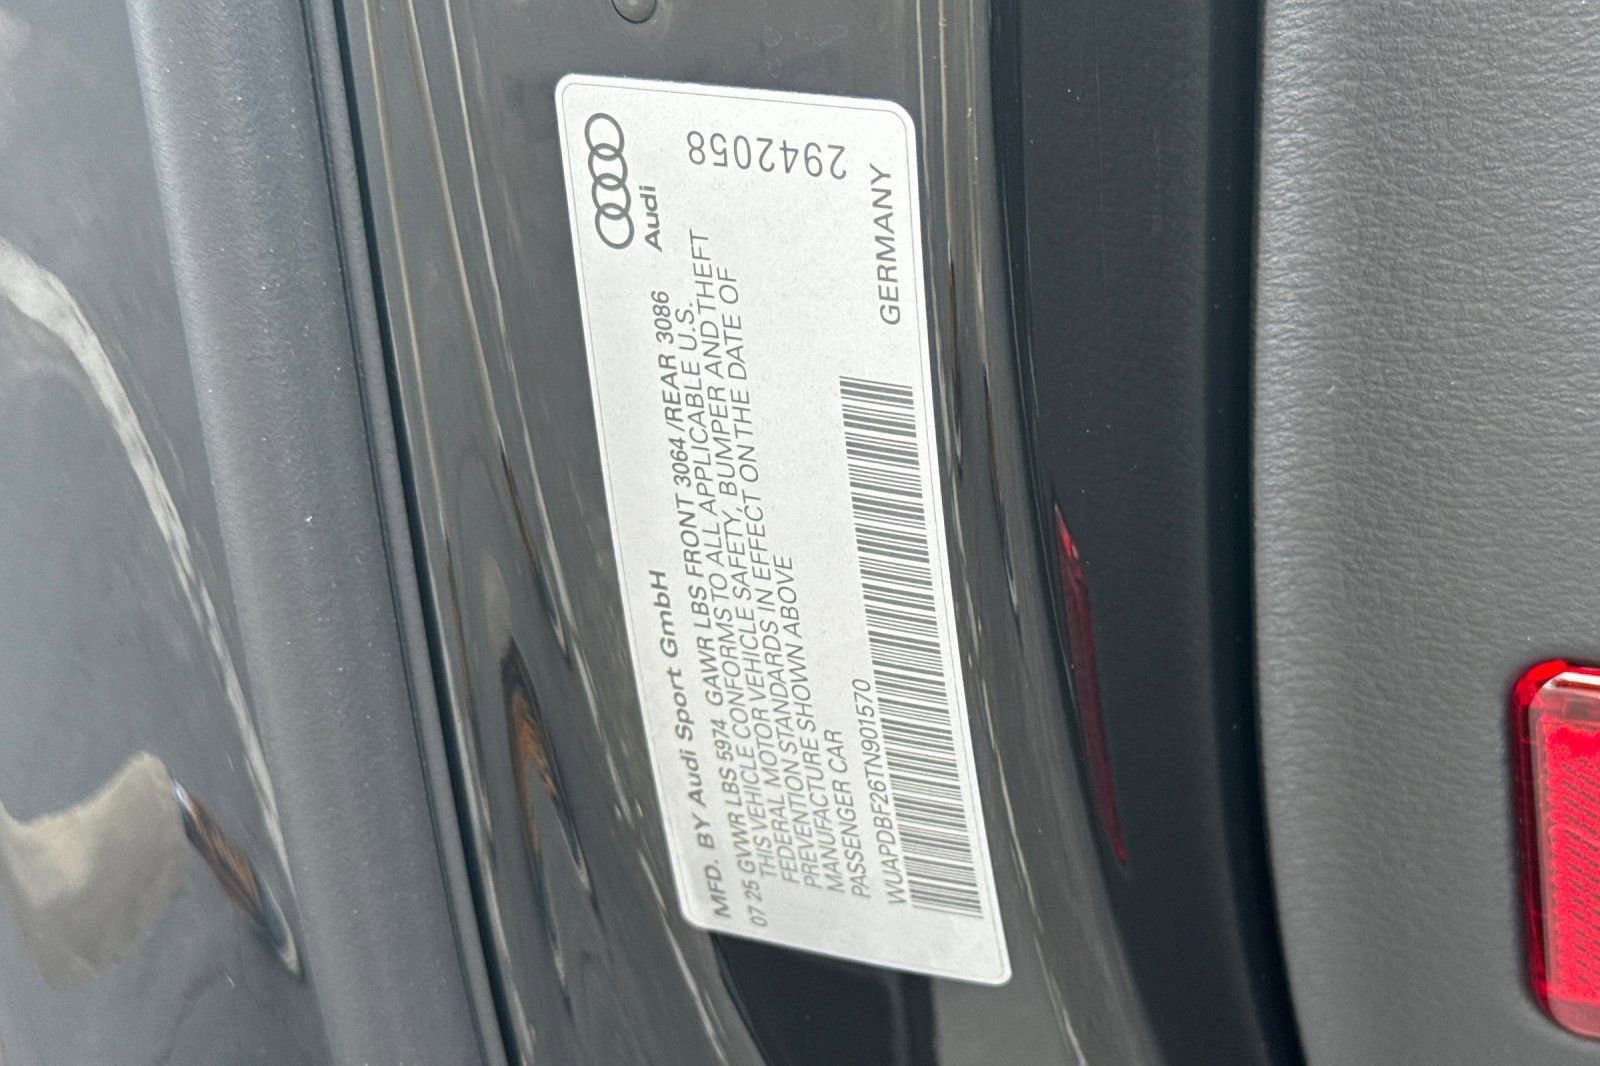 Audi
2942058
MFD. BY Audi Sport GmbH
07 25 GVWR LBS 5974 GAWR LBS FRONT 3064 /REAR 3086
THIS VEHICLE CONFORMS TO ALL APPLICABLE U.S.
FEDERAL MOTOR VEHICLE SAFETY, BUMPER AND THEFT
PREVENTION STANDARDS IN EFFECT ON THE DATE OF
MANUFACTURE SHOWN ABOVE
PASSENGER CAR
WUAPDBF26TN901570
GERMANY